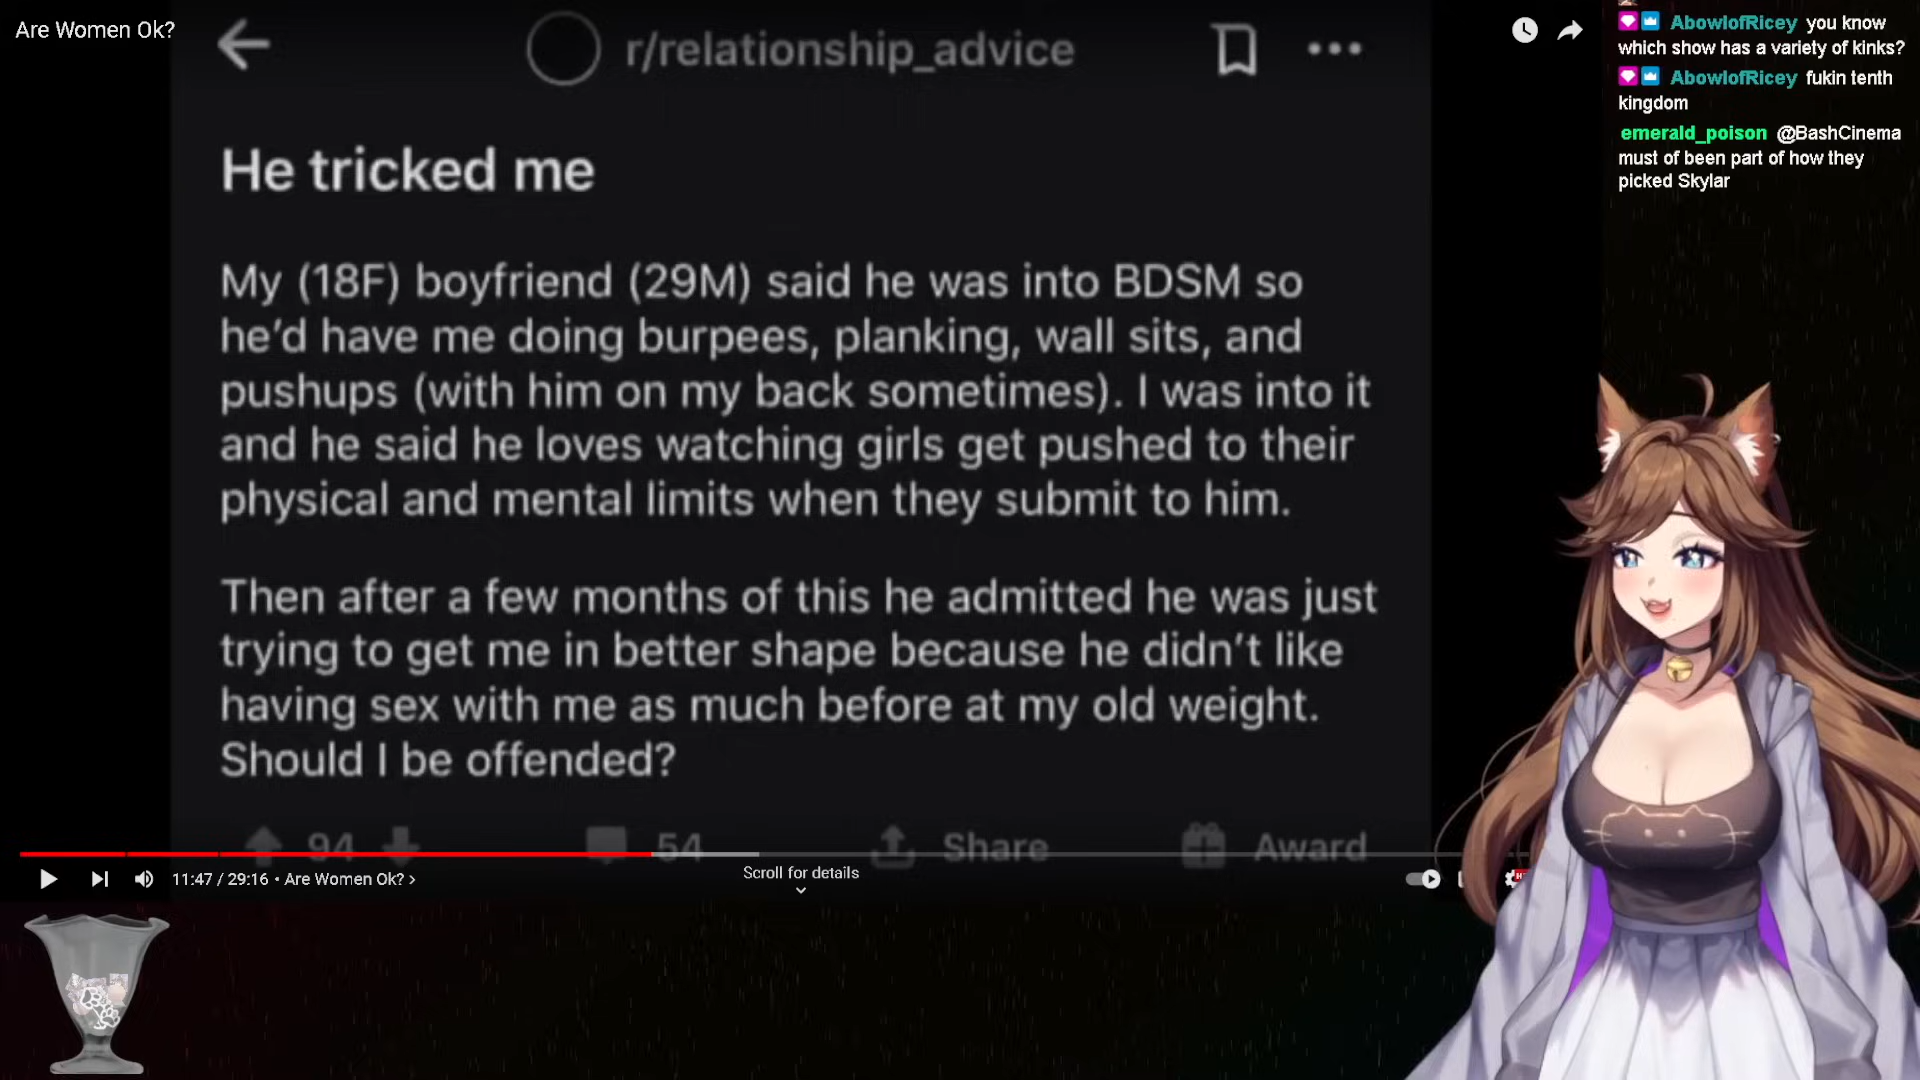 Are Women Ok?
r/relationship_advice
He tricked me
My (18F) boyfriend (29M) said he was into BDSM so
he'd have me doing burpees, planking, wall sits, and
pushups (with him on my back sometimes). I was into it
and he said he loves watching girls get pushed to their
physical and mental limits when they submit to him.
Then after a few months of this he admitted he was just
trying to get me in better shape because he didn't like
having sex with me as much before at my old weight.
Should I be offended?
94
54
Share
Award
11:47 / 29:16 • Are Women Ok? ›
Scroll for details
AbowlofRicey you know
which show has a variety of kinks?
AbowlofRicey fukin tenth
kingdom
emerald_poison @BashCinema
must of been part of how they
picked Skylar